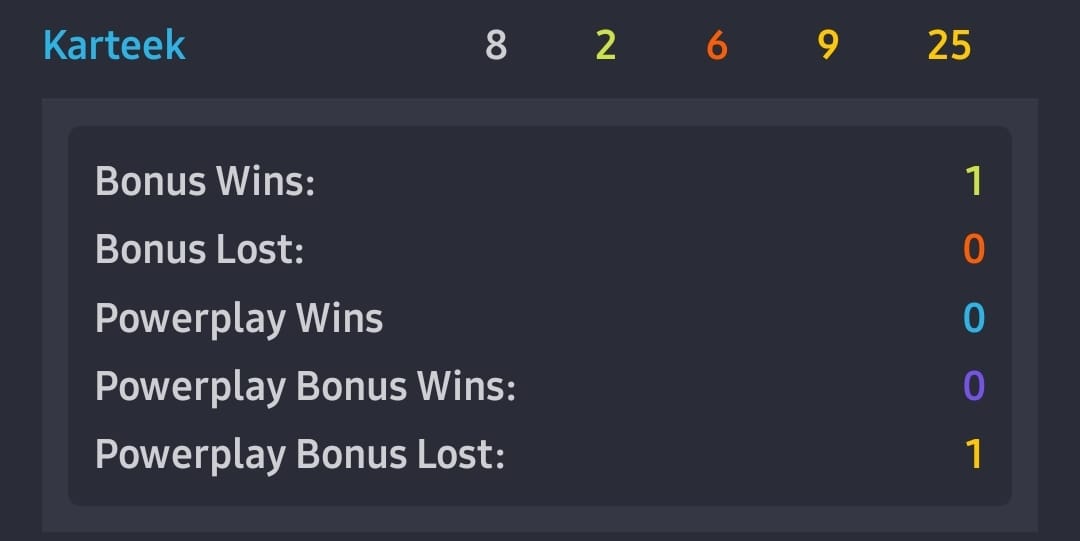 Karteek 8 2 6 9 25
Bonus Wins: 1
Bonus Lost: 0
Powerplay Wins 0
Powerplay Bonus Wins: 0
Powerplay Bonus Lost: 1